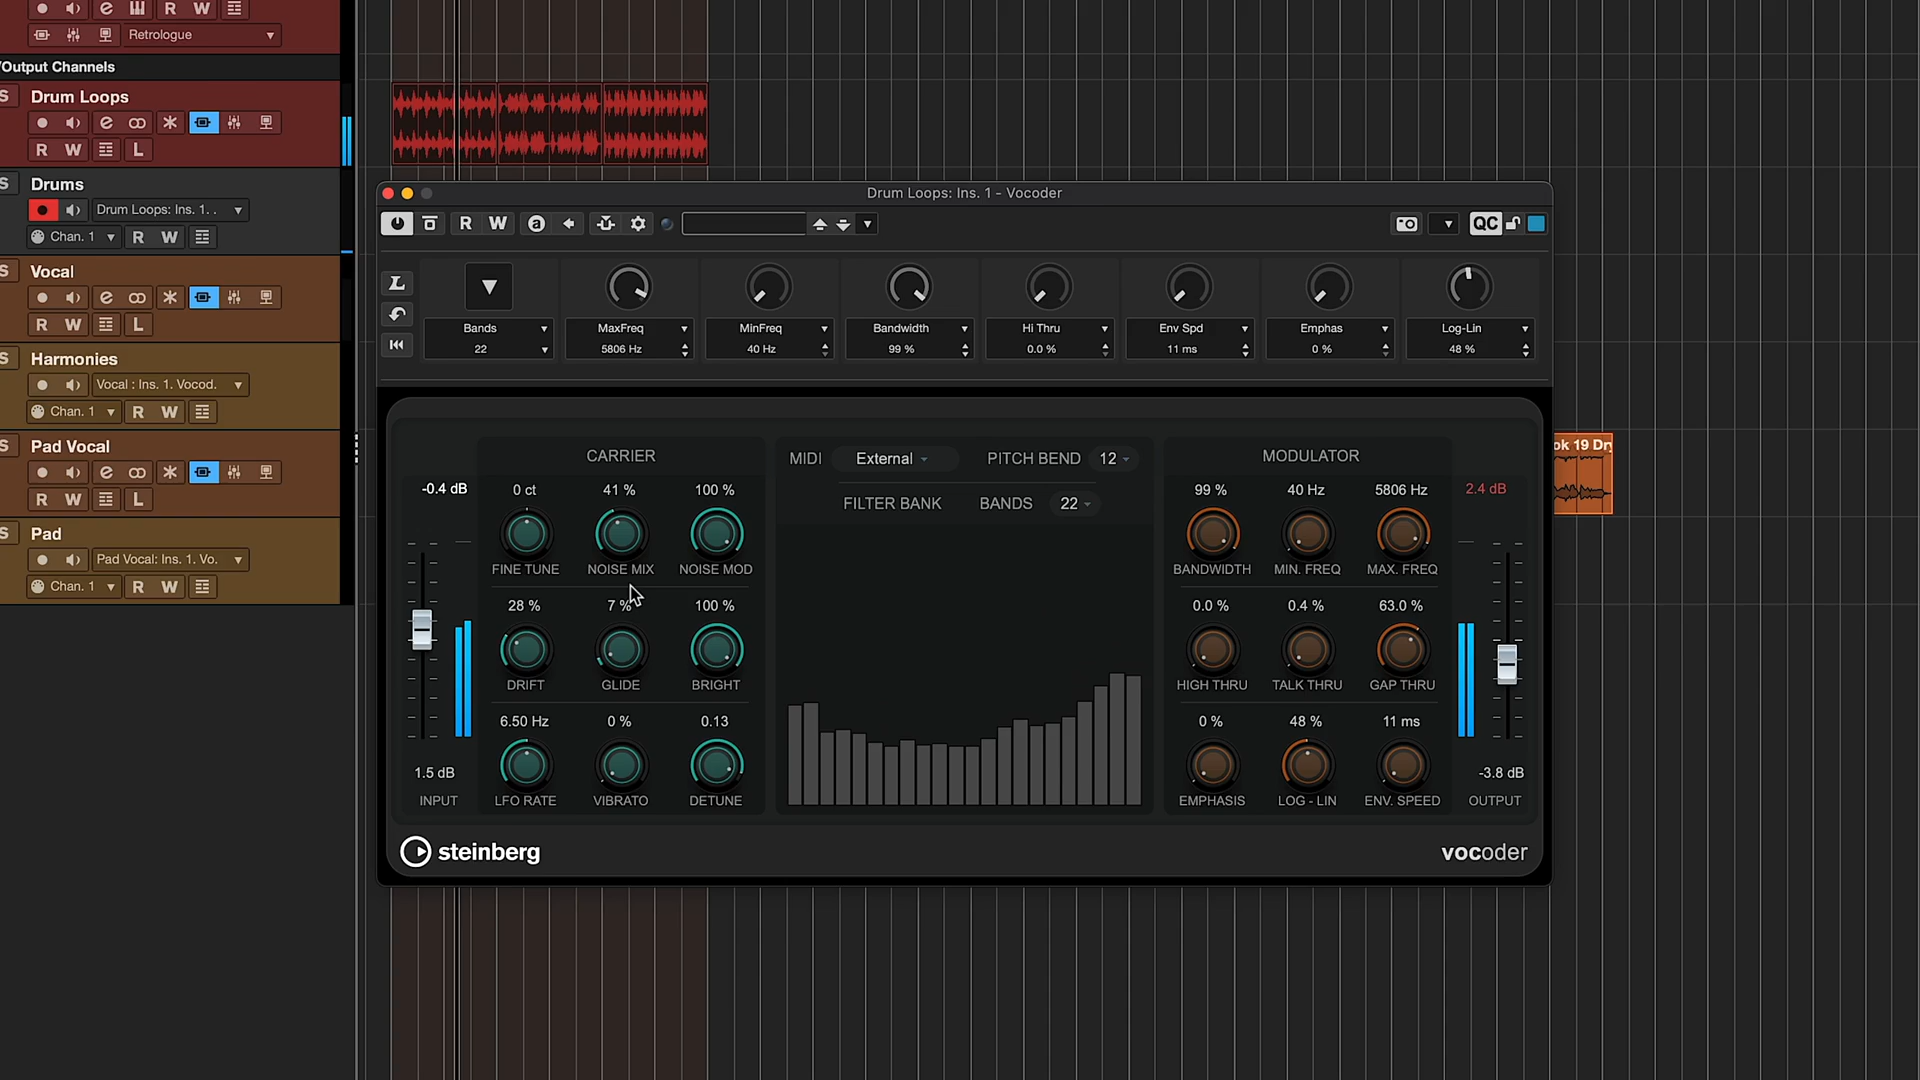 R W
Retrologue
/Output Channels
S Drum Loops
e
R W L
S Drums
Drum Loops: Ins. 1. .
Chan. 1 R W
S Vocal
e
R W L
S Harmonies
Vocal : Ins. 1. Vocod.
Chan. 1 R W
S Pad Vocal
e
R W L
S Pad
Pad Vocal: Ins. 1. Vo.
Chan. 1 R W
ok 19 Dry
Drum Loops: Ins. 1 - Vocoder
R W a QC
L
Bands MaxFreq MinFreq Bandwidth Hi Thru Env Spd Emphas Log-Lin
22 5806 Hz 40 Hz 99 % 0.0 % 11 ms 0 % 48 %
CARRIER
-0.4 dB 0 ct 41 % 100 %
FINE TUNE NOISE MIX NOISE MOD
28 % 7 % 100 %
DRIFT GLIDE BRIGHT
6.50 Hz 0 % 0.13
1.5 dB
INPUT LFO RATE VIBRATO DETUNE
MIDI External PITCH BEND 12
FILTER BANK BANDS 22
MODULATOR
99 % 40 Hz 5806 Hz 2.4 dB
BANDWIDTH MIN. FREQ MAX. FREQ
0.0 % 0.4 % 63.0 %
HIGH THRU TALK THRU GAP THRU
0 % 48 % 11 ms
-3.8 dB
EMPHASIS LOG - LIN ENV. SPEED OUTPUT
steinberg
vocoder